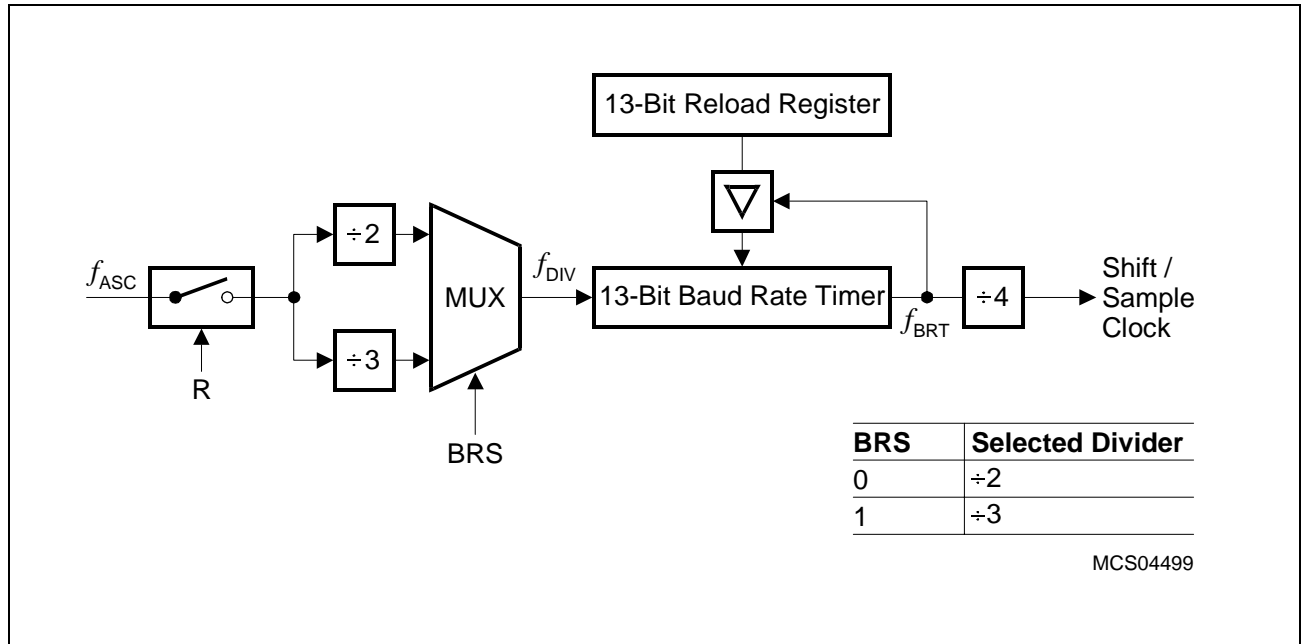 13-Bit Reload Register
÷2
fASC
MUX
fDIV
13-Bit Baud Rate Timer
fBRT
÷4
Shift /
Sample
Clock
÷3
R
BRS
BRS Selected Divider
0 ÷2
1 ÷3
MCS04499